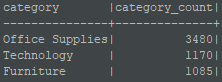 category       |category_count|
---------------+--------------+
Office Supplies|          3480|
Technology     |          1170|
Furniture      |          1085|